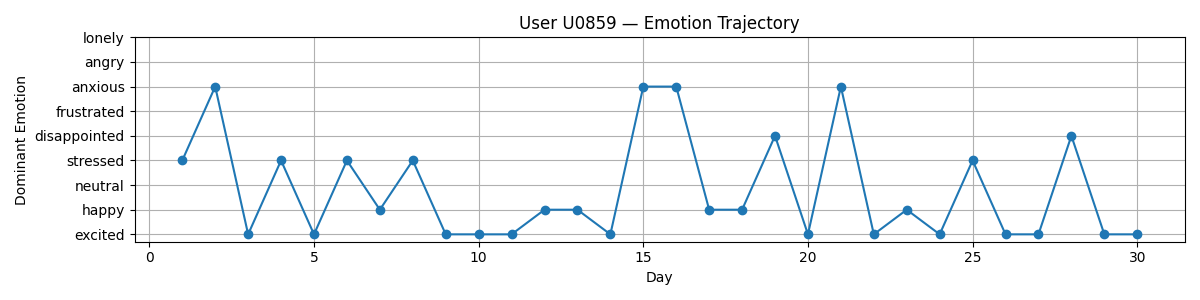 User U0859 — Emotion Trajectory
Dominant Emotion
lonely
angry
anxious
frustrated
disappointed
stressed
neutral
happy
excited
0 5 10 15 20 25 30
Day